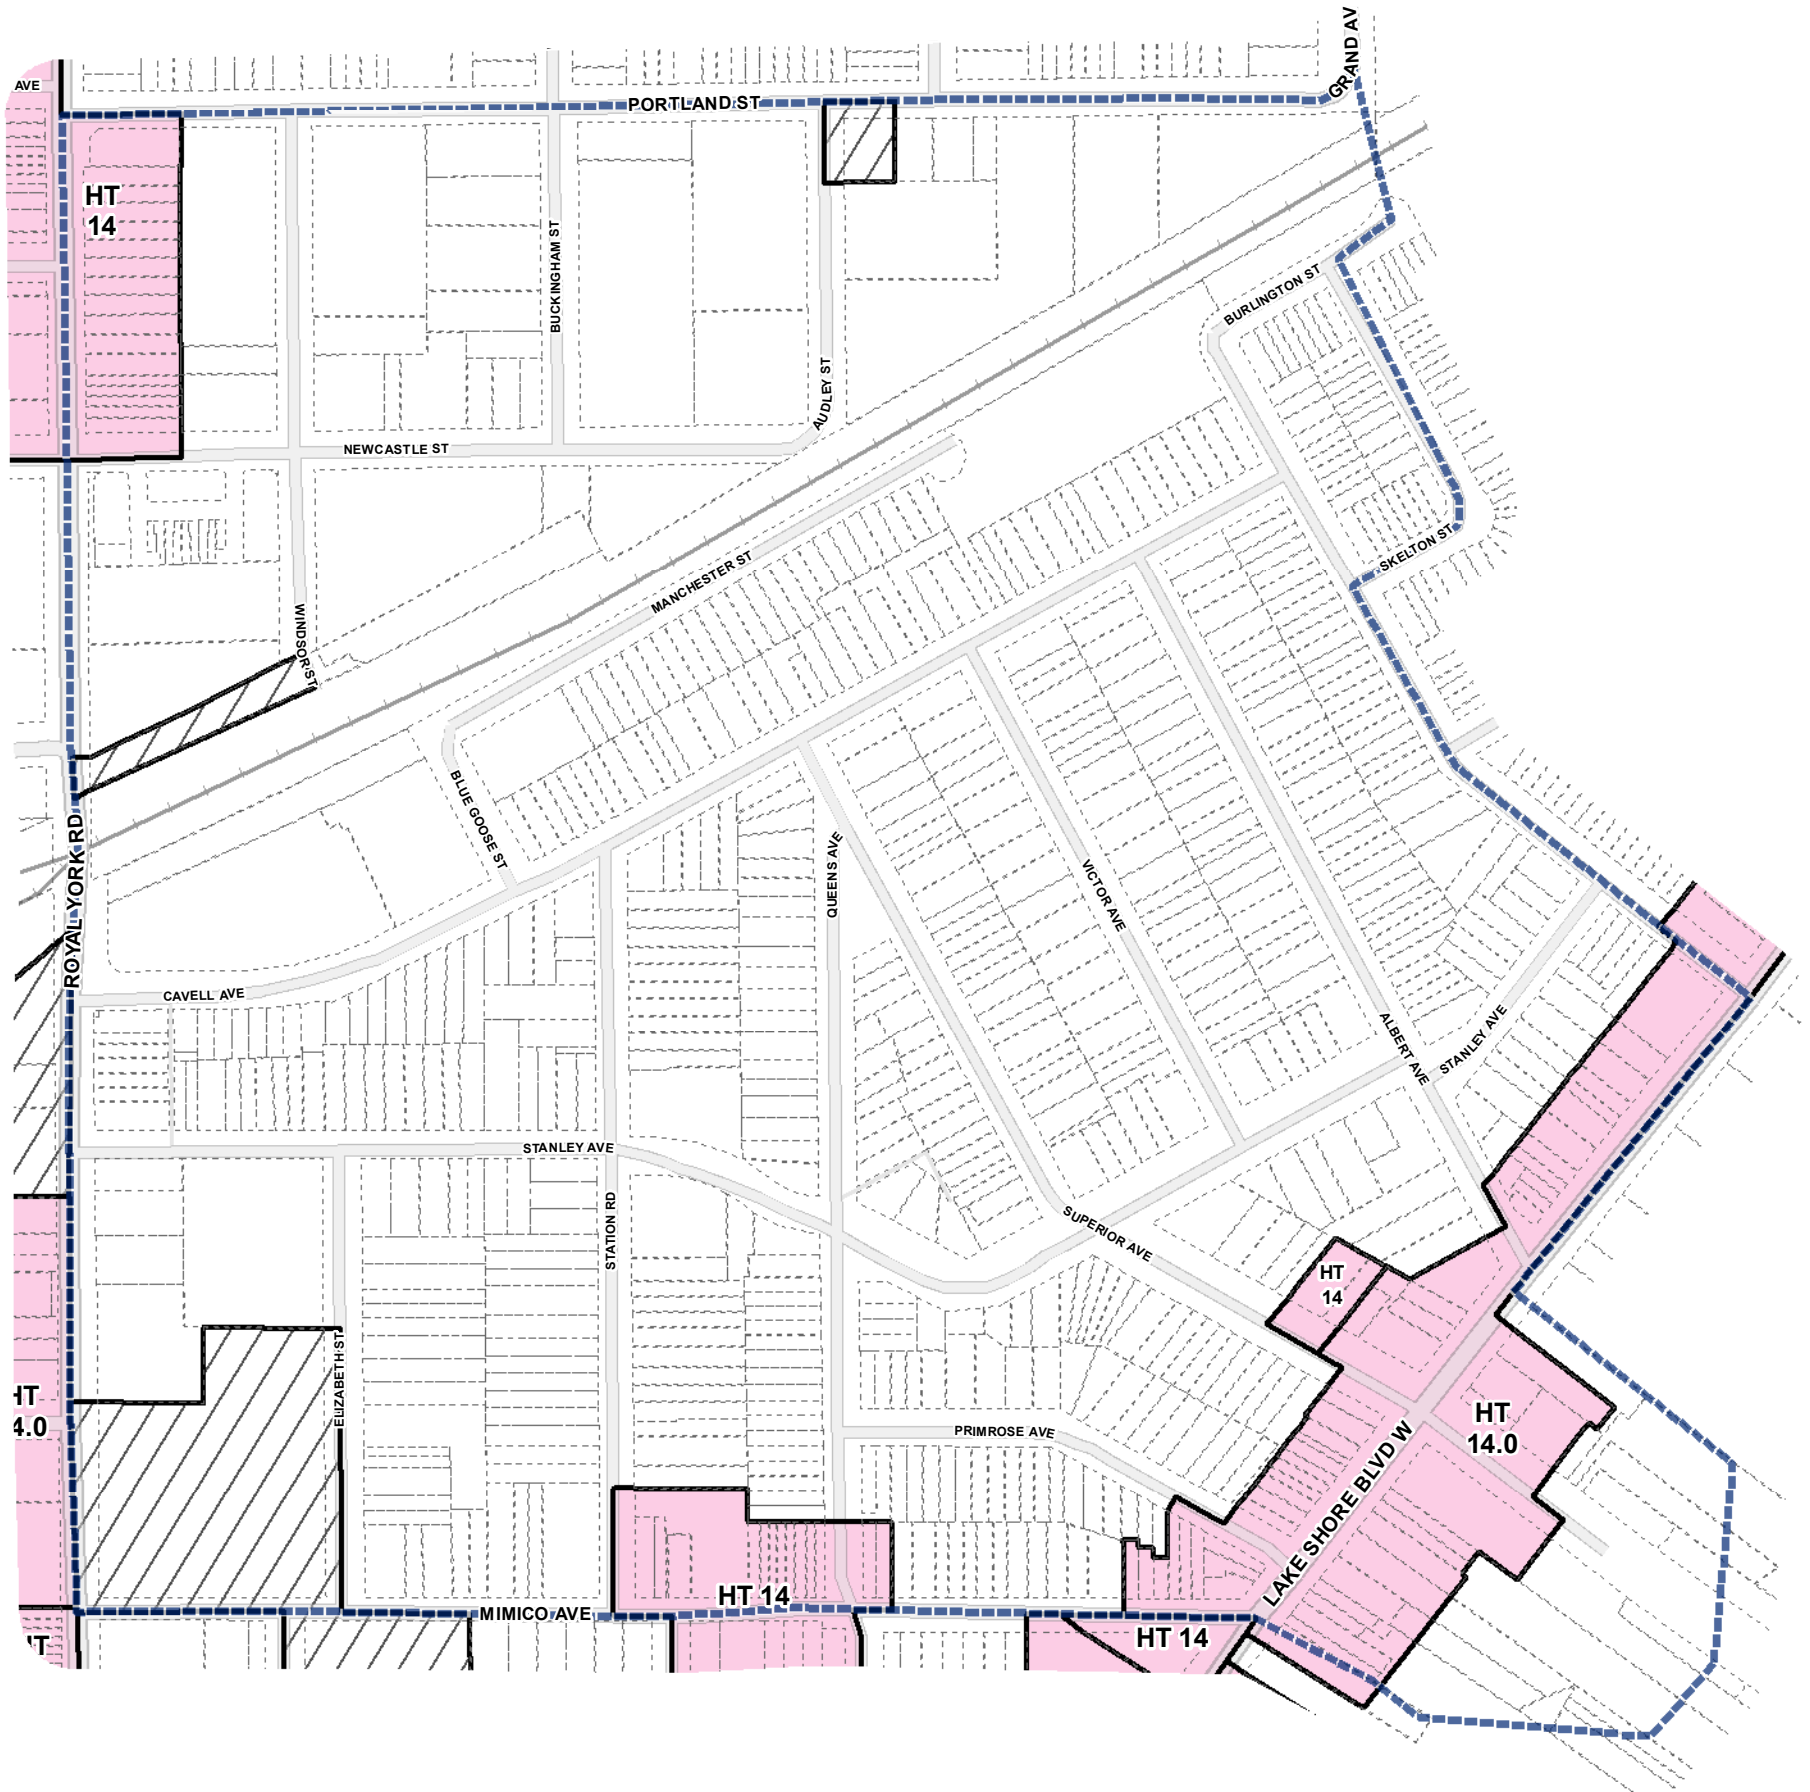 GRAND AV
AVE
PORTLAND ST
HT
14
BUCKINGHAM ST
BURLINGTON ST
AUDLEY ST
NEWCASTLE ST
SKELTON ST
MANCHESTER ST
WINDSOR ST
BLUE GOOSE ST
ROYAL YORK RD
QUEENS AVE
VICTOR AVE
CAVELL AVE
ALBERT AVE
STANLEY AVE
STANLEY AVE
STATION RD
SUPERIOR AVE
HT
14
ELIZABETH ST
HT
4.0
HT
14.0
PRIMROSE AVE
LAKE SHORE BLVD W
HT 14
MIMICO AVE
HT 14